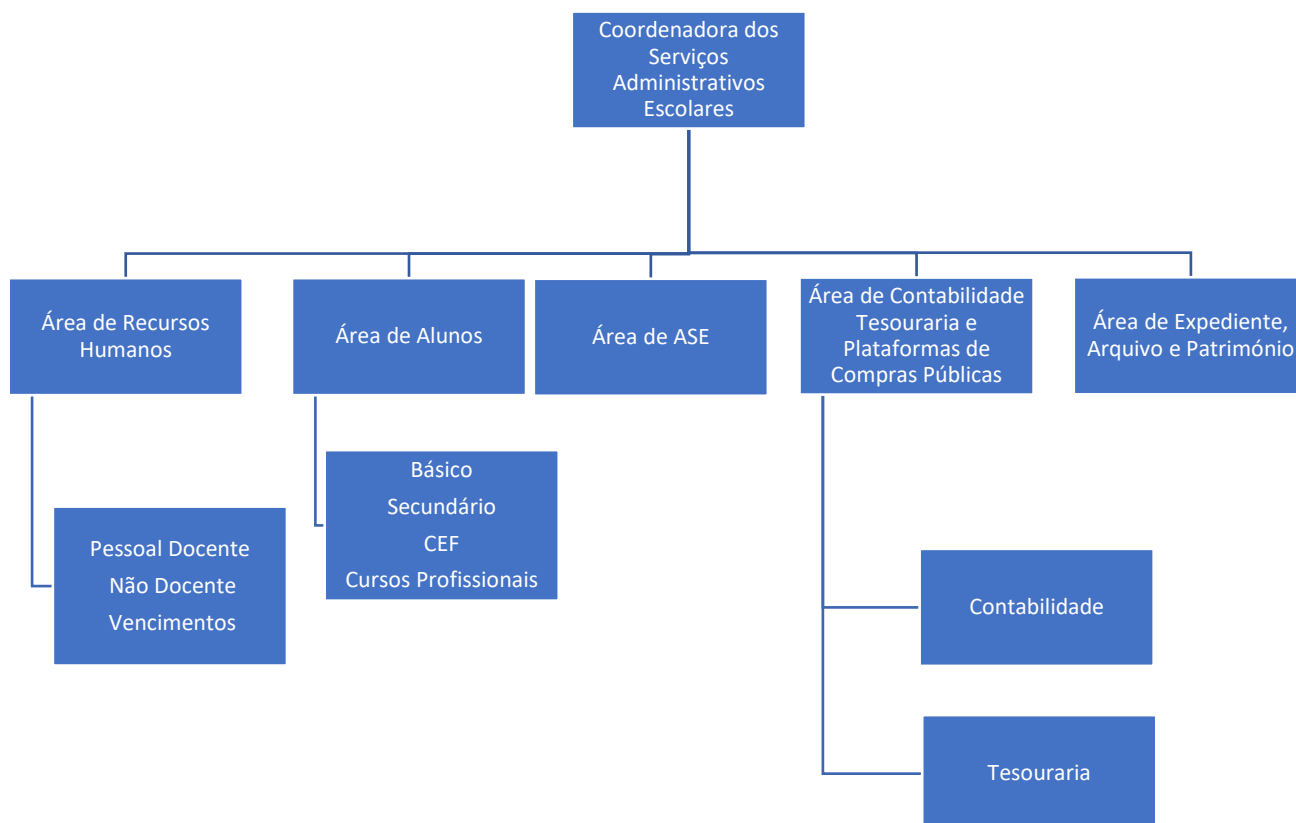 Coordenadora dos
Serviços
Administrativos
Escolares
Área de Recursos
Humanos
Área de Alunos
Área de ASE
Área de Contabilidade
Tesouraria e
Plataformas de
Compras Públicas
Área de Expediente,
Arquivo e Património
Pessoal Docente
Não Docente
Vencimentos
Básico
Secundário
CEF
Cursos Profissionais
Contabilidade
Tesouraria